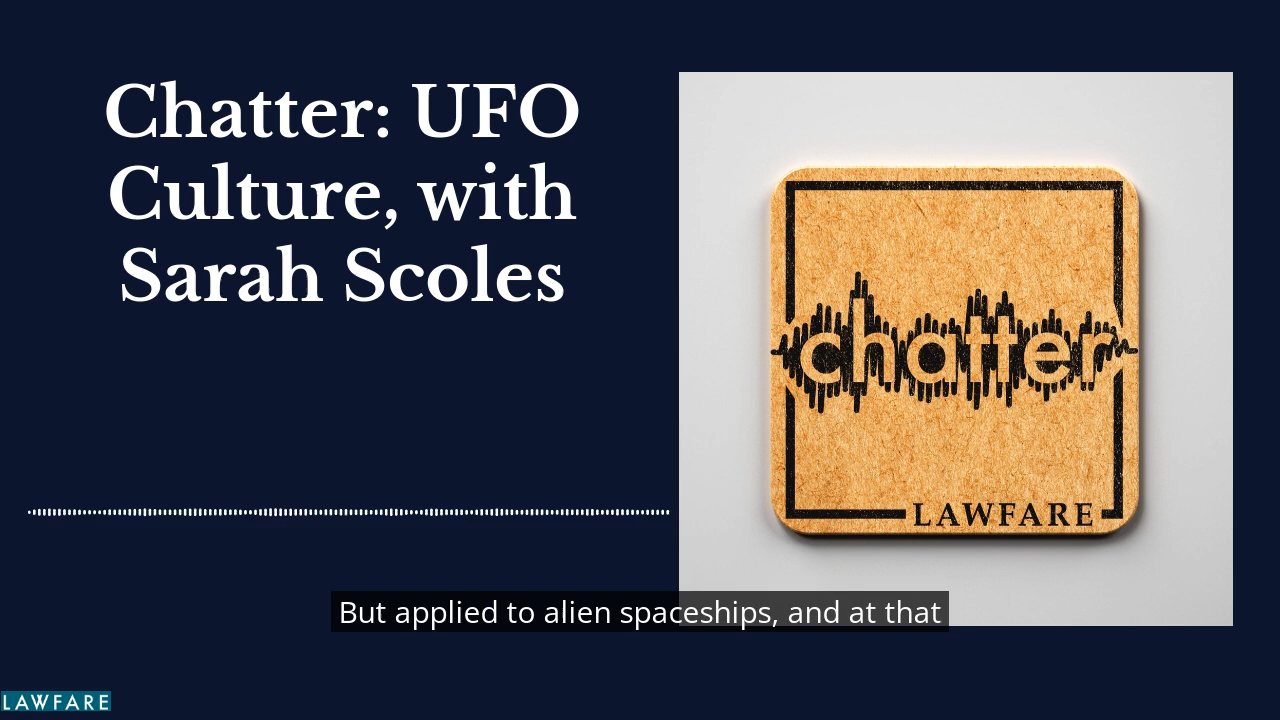 Chatter: UFO
Culture, with
Sarah Scoles
chatter
LAWFARE
But applied to alien spaceships, and at that
LAWFARE